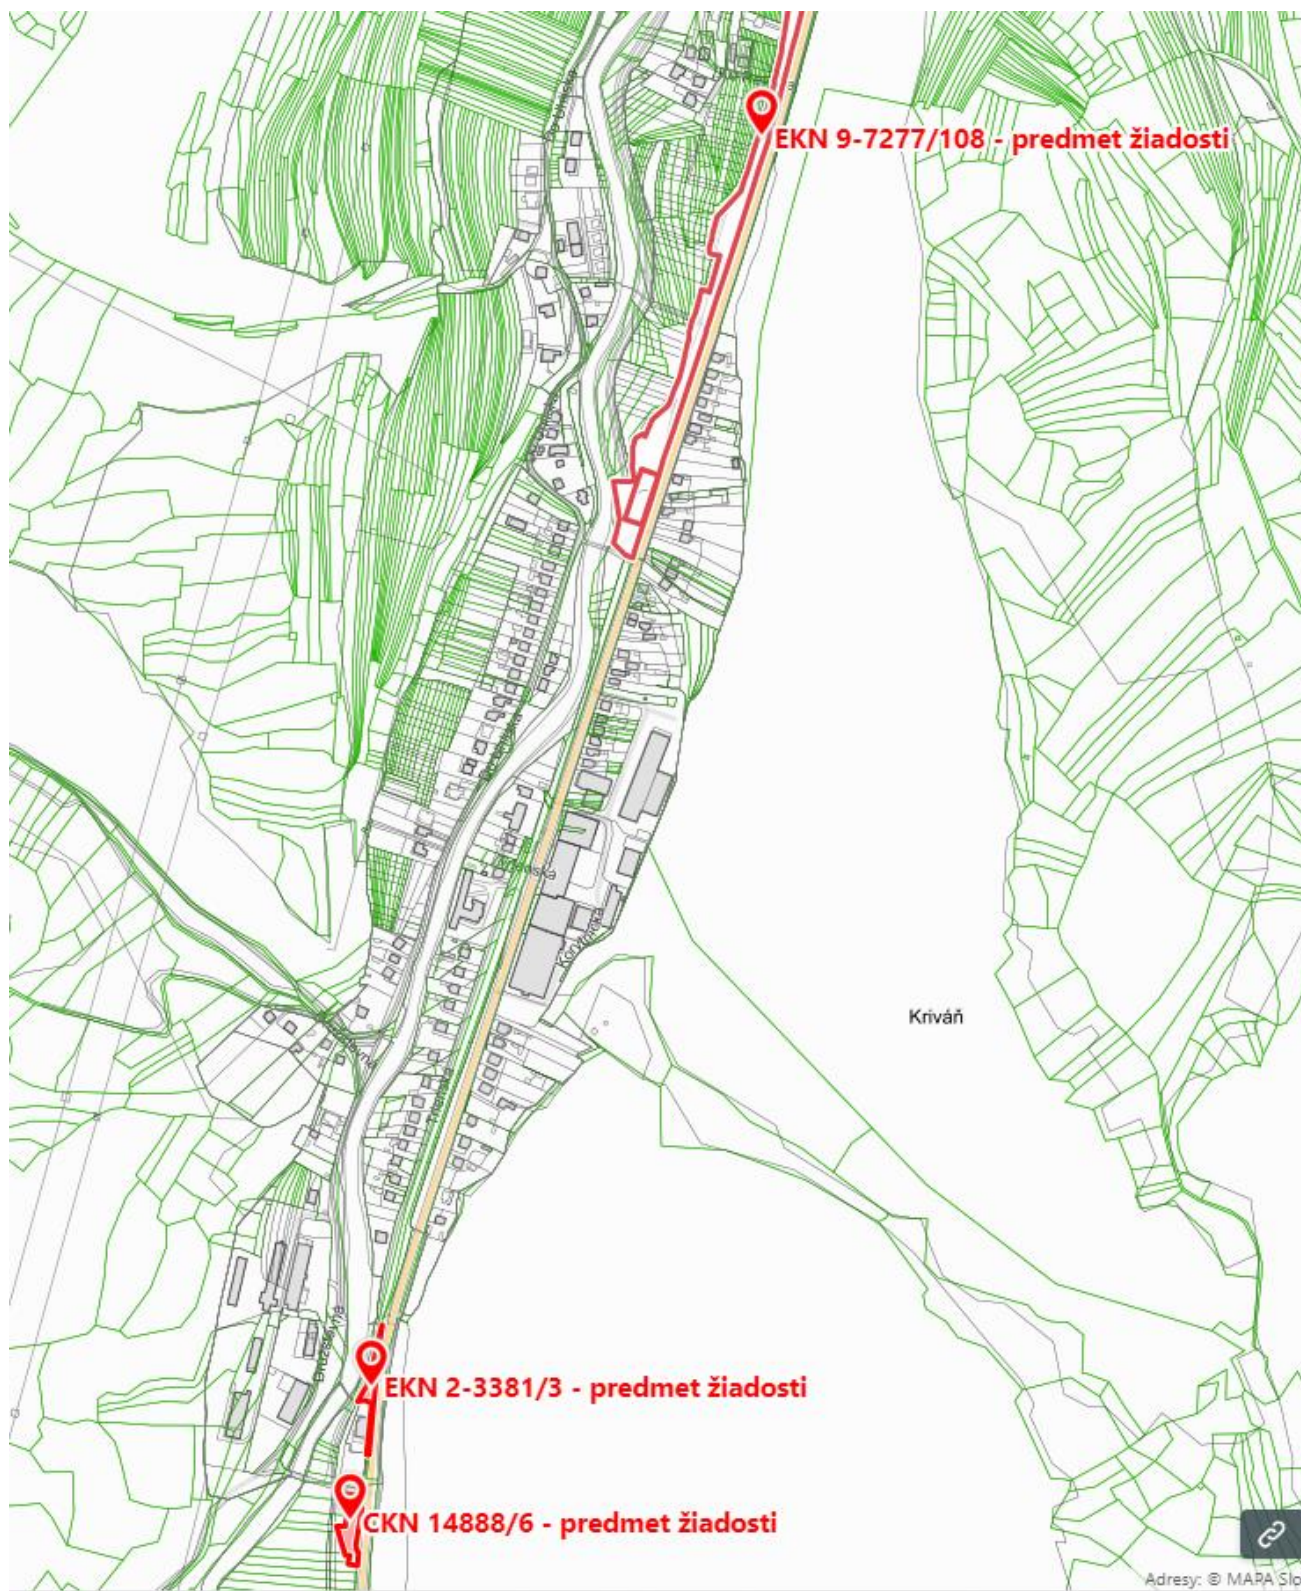 EKN 9-7277/108 - predmet žiadosti
Kriváň
Družstevná
EKN 2-3381/3 - predmet žiadosti
CKN 14888/6 - predmet žiadosti
Adresy: © MAPA Slo